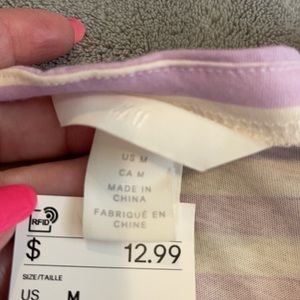 US M
CA M
MADE IN
CHINA
FABRIQUÉ EN
CHINE
RFID
$ 12.99
SIZE/TAILLE
US M